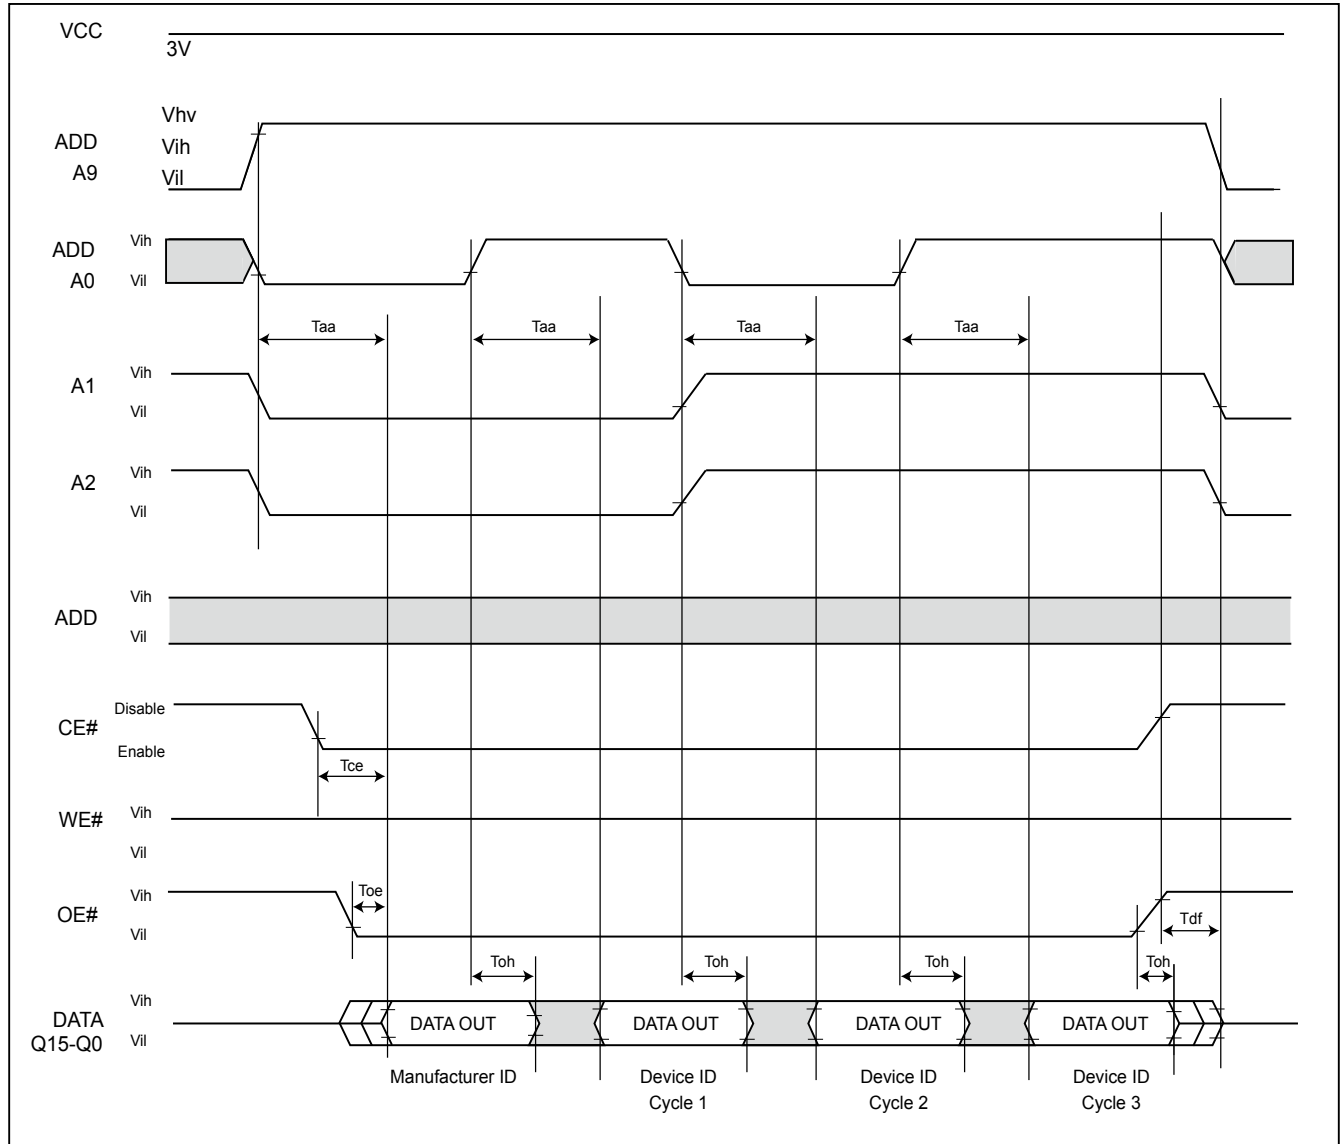 VCC
3V
Vhv
ADD
Vih
A9
Vil
ADD
Vih
A0
Vil
Taa
Taa
Taa
Taa
A1
Vih
Vil
A2
Vih
Vil
ADD
Vih
Vil
CE#
Disable
Enable
Tce
WE#
Vih
Vil
OE#
Vih
Vil
Toe
Tdf
Toh
Toh
Toh
Toh
DATA
Q15-Q0
Vih
Vil
DATA OUT
DATA OUT
DATA OUT
DATA OUT
Manufacturer ID
Device ID
Cycle 1
Device ID
Cycle 2
Device ID
Cycle 3